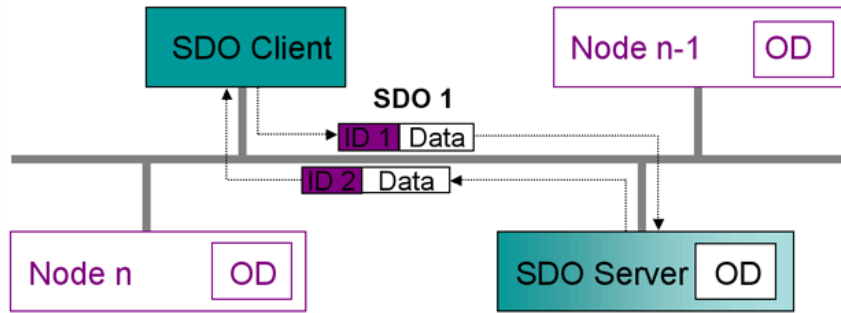 SDO Client
Node n-1 OD
SDO 1
ID 1 Data
ID 2 Data
Node n OD
SDO Server OD